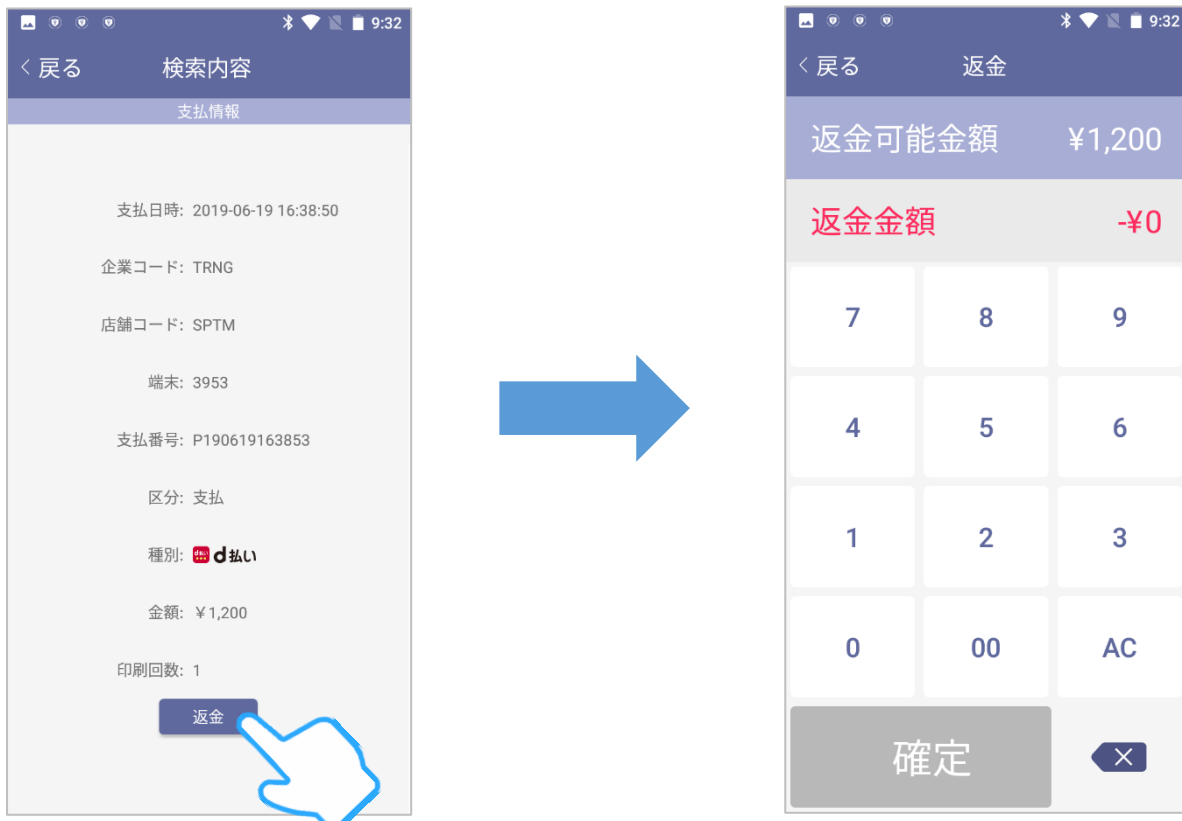 9:32
戻る 検索内容
支払情報
支払日時: 2019-06-19 16:38:50
企業コード: TRNG
店舗コード: SPTM
端末: 3953
支払番号: P190619163853
区分: 支払
種別: d払い
金額: ￥1,200
印刷回数: 1
返金
9:32
戻る 返金
返金可能金額 ¥1,200
返金金額 -¥0
7 8 9
4 5 6
1 2 3
0 00 AC
確定